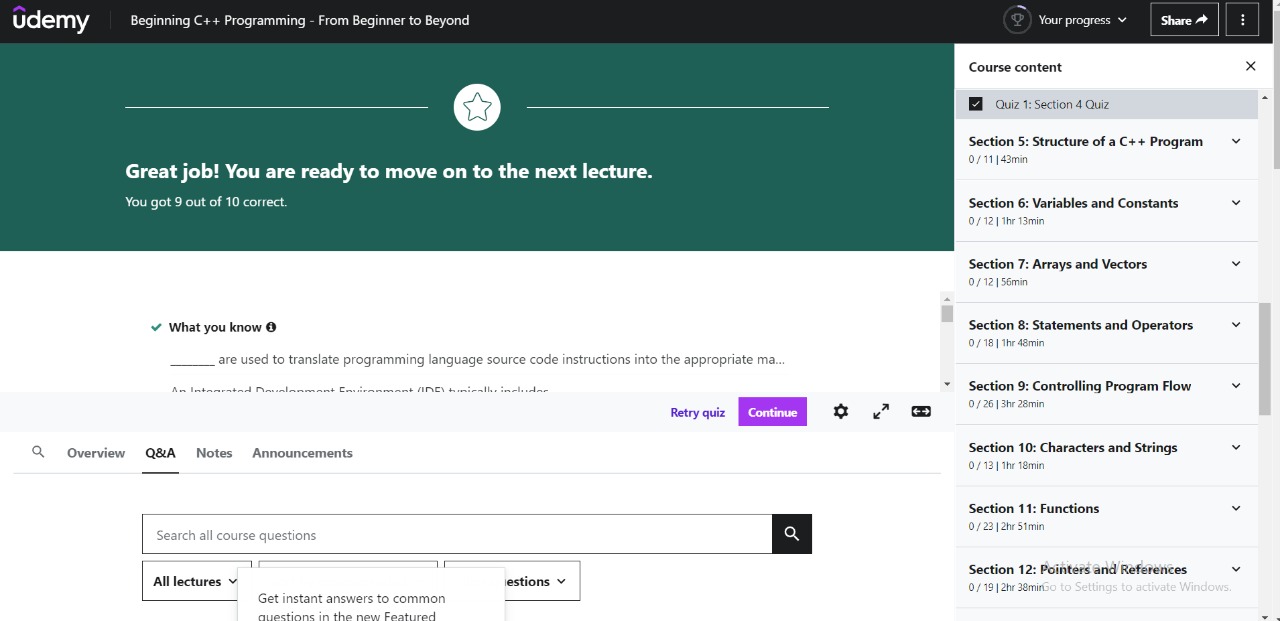 udemy
Beginning C++ Programming - From Beginner to Beyond
Your progress
Share
Great job! You are ready to move on to the next lecture.
You got 9 out of 10 correct.
What you know
_______ are used to translate programming language source code instructions into the appropriate ma...
An Integrated Development Environment (IDE) typically includes
Retry quiz
Continue
Overview
Q&A
Notes
Announcements
Search all course questions
All lectures
estions
Get instant answers to common
questions in the new Featured
Course content
Quiz 1: Section 4 Quiz
Section 5: Structure of a C++ Program
0 / 11 | 43min
Section 6: Variables and Constants
0 / 12 | 1hr 13min
Section 7: Arrays and Vectors
0 / 12 | 56min
Section 8: Statements and Operators
0 / 18 | 1hr 48min
Section 9: Controlling Program Flow
0 / 26 | 3hr 28min
Section 10: Characters and Strings
0 / 13 | 1hr 18min
Section 11: Functions
0 / 23 | 2hr 51min
Section 12: Pointers and References
0 / 19 | 2hr 38min
Activate Windows
Go to Settings to activate Windows.